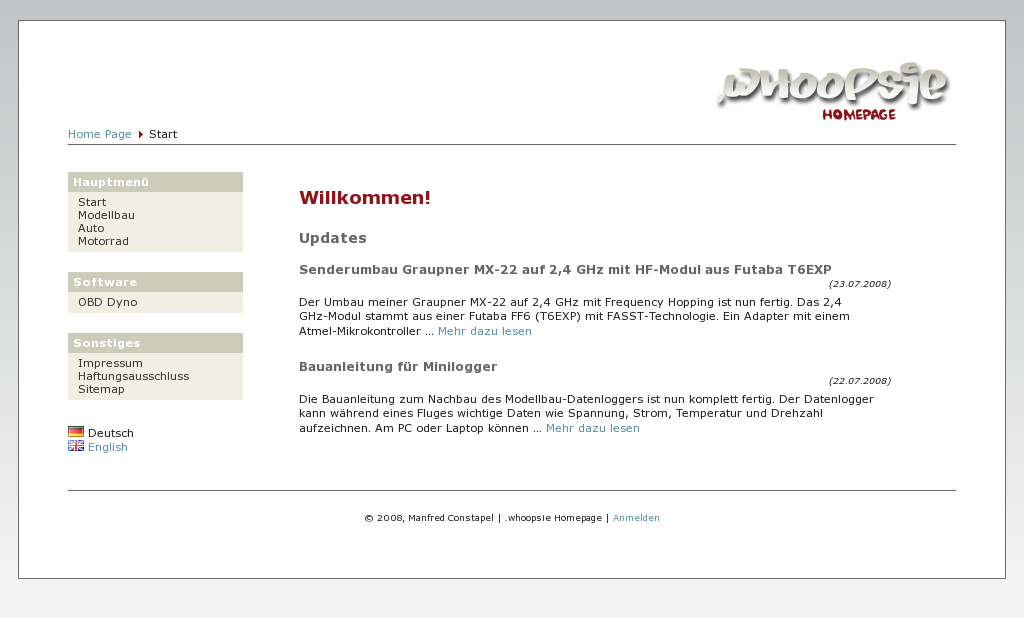 .whoopsie
HOMEPAGE
Home Page Start
Hauptmenü
Start
Modellbau
Auto
Motorrad
Software
OBD Dyno
Sonstiges
Impressum
Haftungsausschluss
Sitemap
Deutsch
English
Willkommen!
Updates
Senderumbau Graupner MX-22 auf 2,4 GHz mit HF-Modul aus Futaba T6EXP
(23.07.2008)
Der Umbau meiner Graupner MX-22 auf 2,4 GHz mit Frequency Hopping ist nun fertig. Das 2,4
GHz-Modul stammt aus einer Futaba FF6 (T6EXP) mit FASST-Technologie. Ein Adapter mit einem
Atmel-Mikrokontroller ... Mehr dazu lesen
Bauanleitung für Minilogger
(22.07.2008)
Die Bauanleitung zum Nachbau des Modellbau-Datenloggers ist nun komplett fertig. Der Datenlogger
kann während eines Fluges wichtige Daten wie Spannung, Strom, Temperatur und Drehzahl
aufzeichnen. Am PC oder Laptop können ... Mehr dazu lesen
© 2008, Manfred Constapel | .whoopsie Homepage | Anmelden